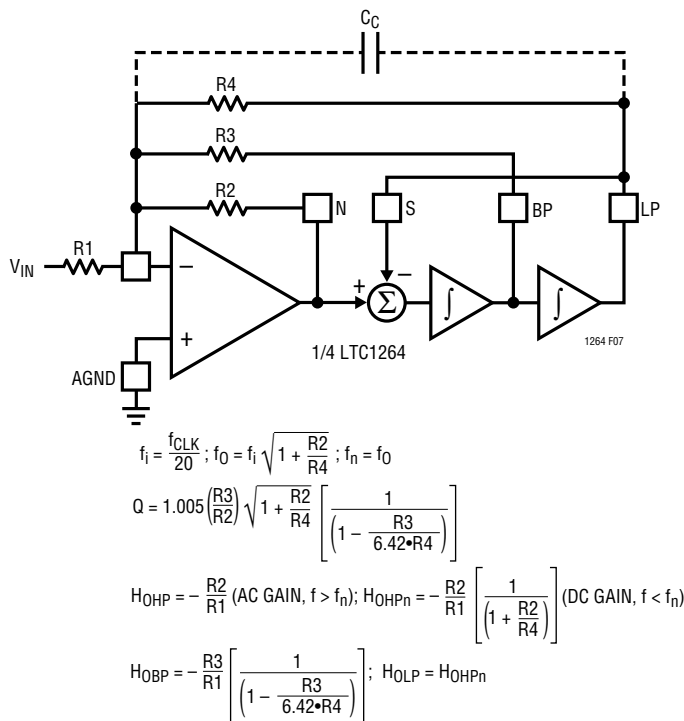 C_C
R4
R3
R2
N
S
BP
LP
V_IN
R1
−
+
−
+
Σ
∫
∫
AGND
1/4 LTC1264
1264 F07
f_i = f_CLK/20 ; f_O = f_i √(1 + R2/R4) ; f_n = f_O
Q = 1.005 (R3/R2) √(1 + R2/R4) [1/(1 − R3/(6.42•R4))]
H_OHP = − R2/R1 (AC GAIN, f > f_n); H_OHPn = − R2/R1 [1/(1 + R2/R4)] (DC GAIN, f < f_n)
H_OBP = − R3/R1 [1/(1 − R3/(6.42•R4))]; H_OLP = H_OHPn